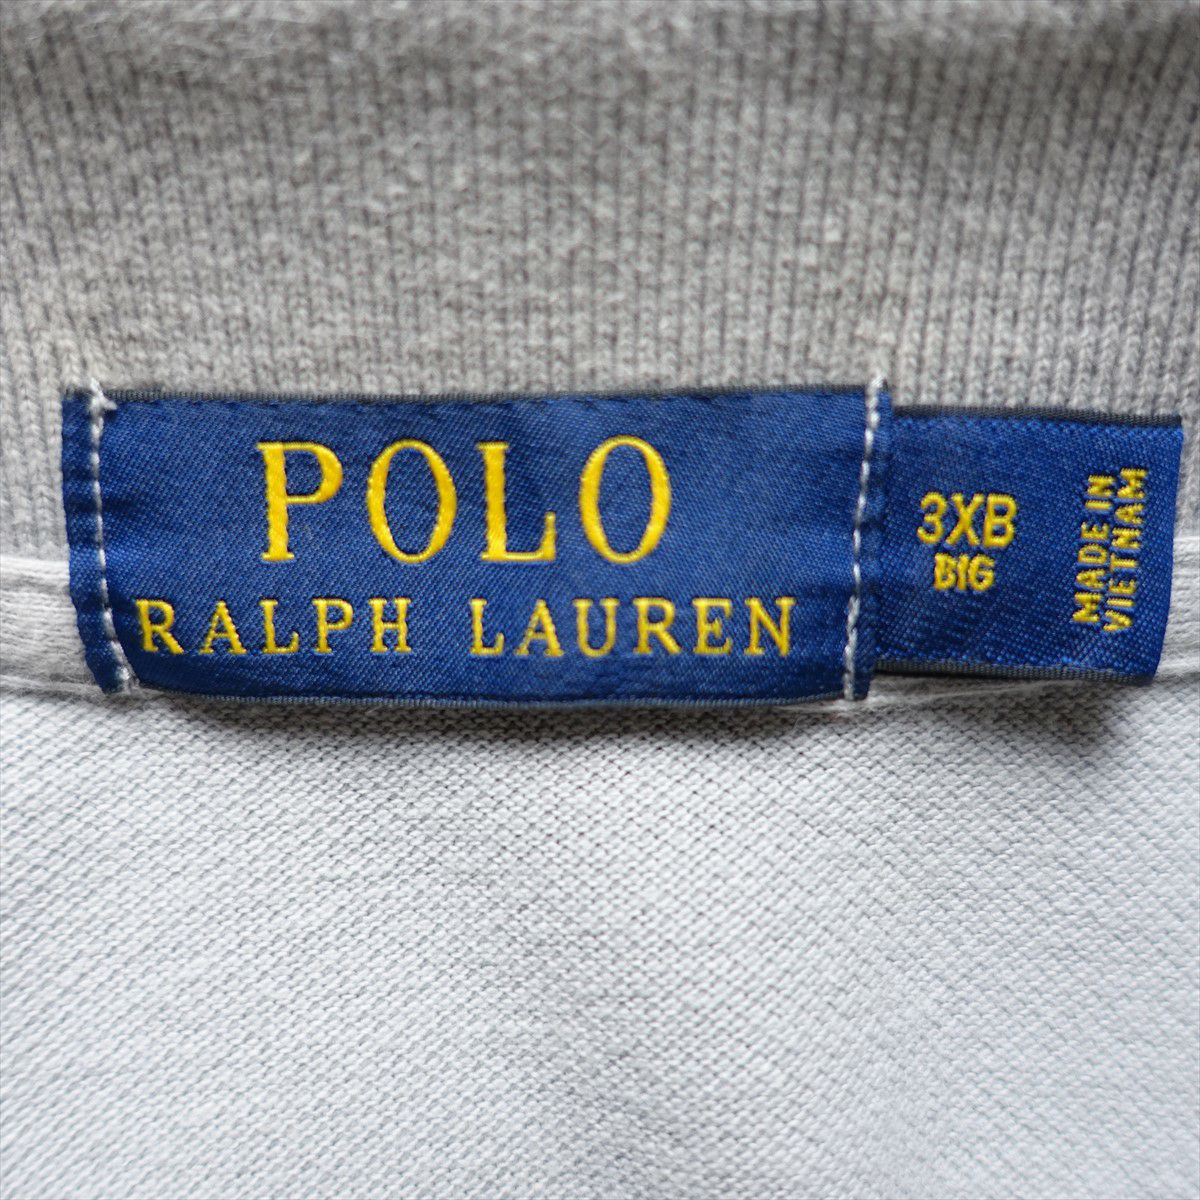 POLO
RALPH LAUREN
3XB
BIG
MADE IN
VIETNAM